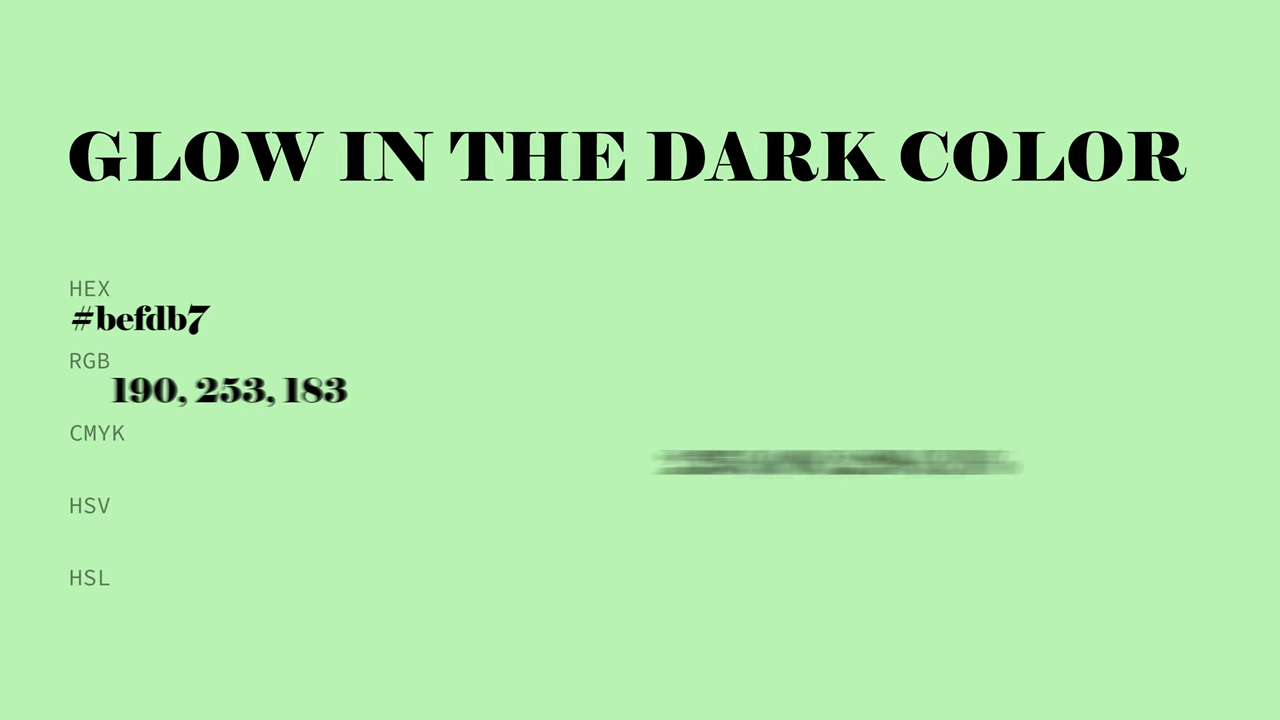 GLOW IN THE DARK COLOR
HEX
#befdb7
RGB
190, 253, 183
CMYK
HSV
HSL